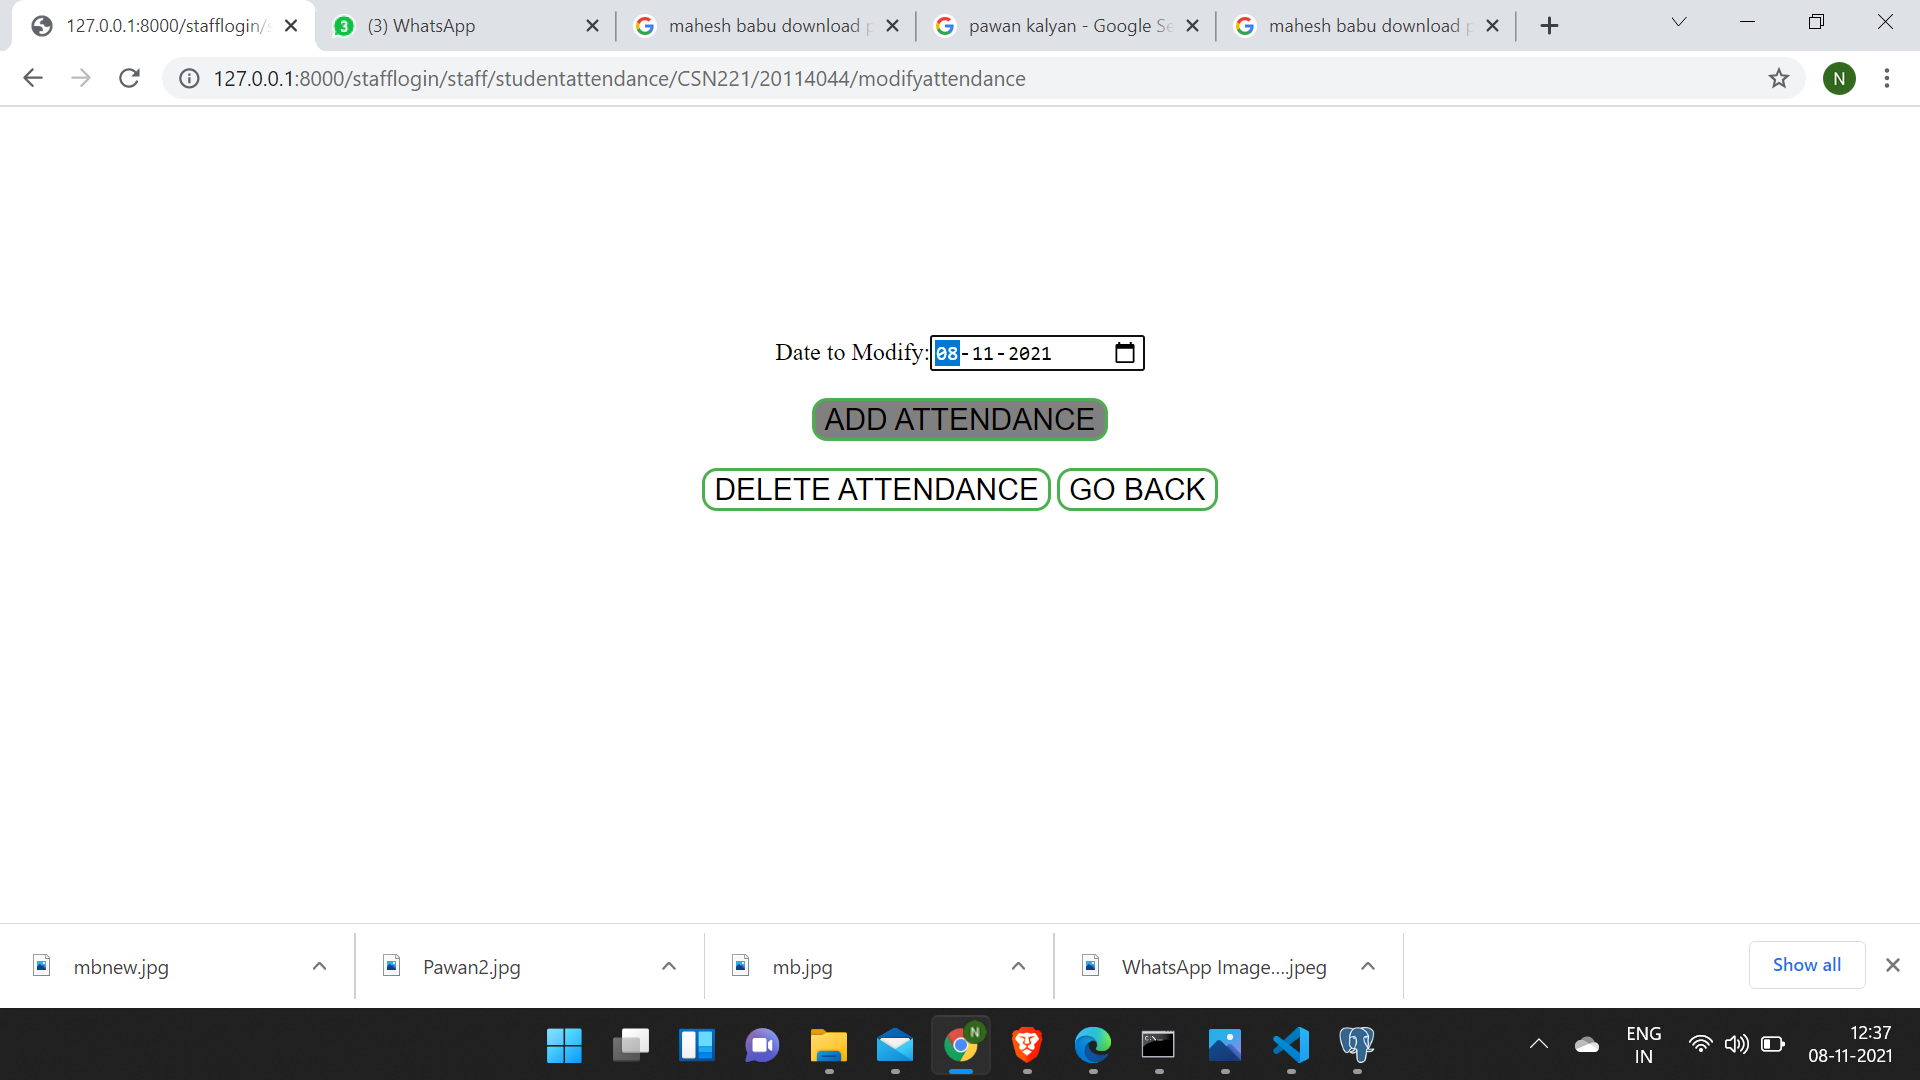 127.0.0.1:8000/stafflogin/
3 (3) WhatsApp
mahesh babu download
pawan kalyan - Google Se
mahesh babu download
127.0.0.1:8000/stafflogin/staff/studentattendance/CSN221/20114044/modifyattendance
N
Date to Modify: 08-11-2021
ADD ATTENDANCE
DELETE ATTENDANCE GO BACK
mbnew.jpg
Pawan2.jpg
mb.jpg
WhatsApp Image....jpeg
Show all
N
ENG
IN
12:37
08-11-2021